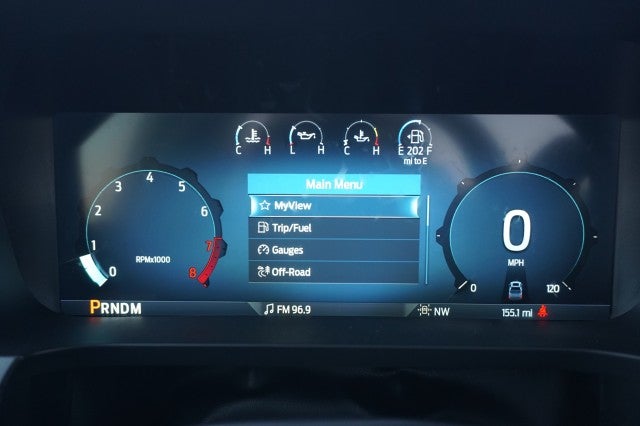 C H L H C H E 202 F
mi to E
Main Menu
MyView
Trip/Fuel
Gauges
Off-Road
0 1 2 3 4 5 6 7 8
RPMx1000
0
MPH
0 120
PRNDM
FM 96.9
NW
155.1 mi